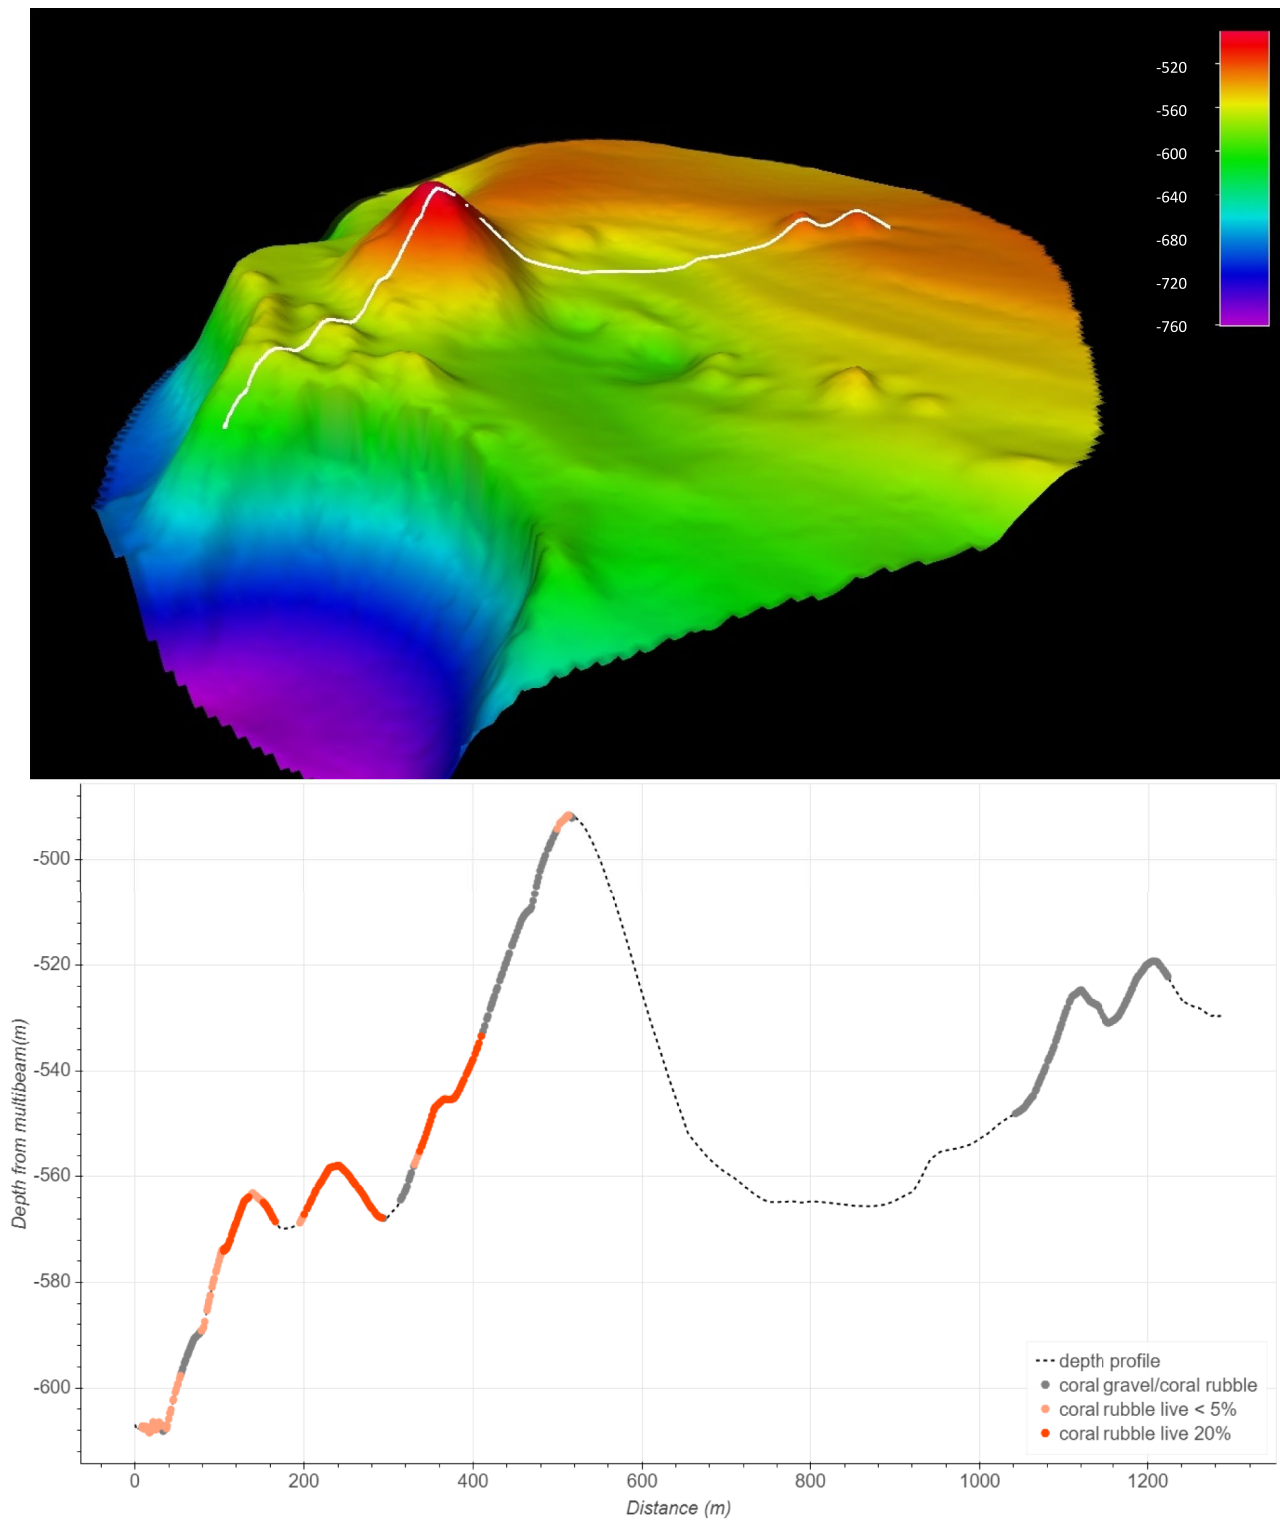 -520
-560
-600
-640
-680
-720
-760
-500
-520
-540
-560
-580
-600
Depth from multibeam(m)
depth profile
coral gravel/coral rubble
coral rubble live < 5%
coral rubble live 20%
0 200 400 600 800 1000 1200
Distance (m)